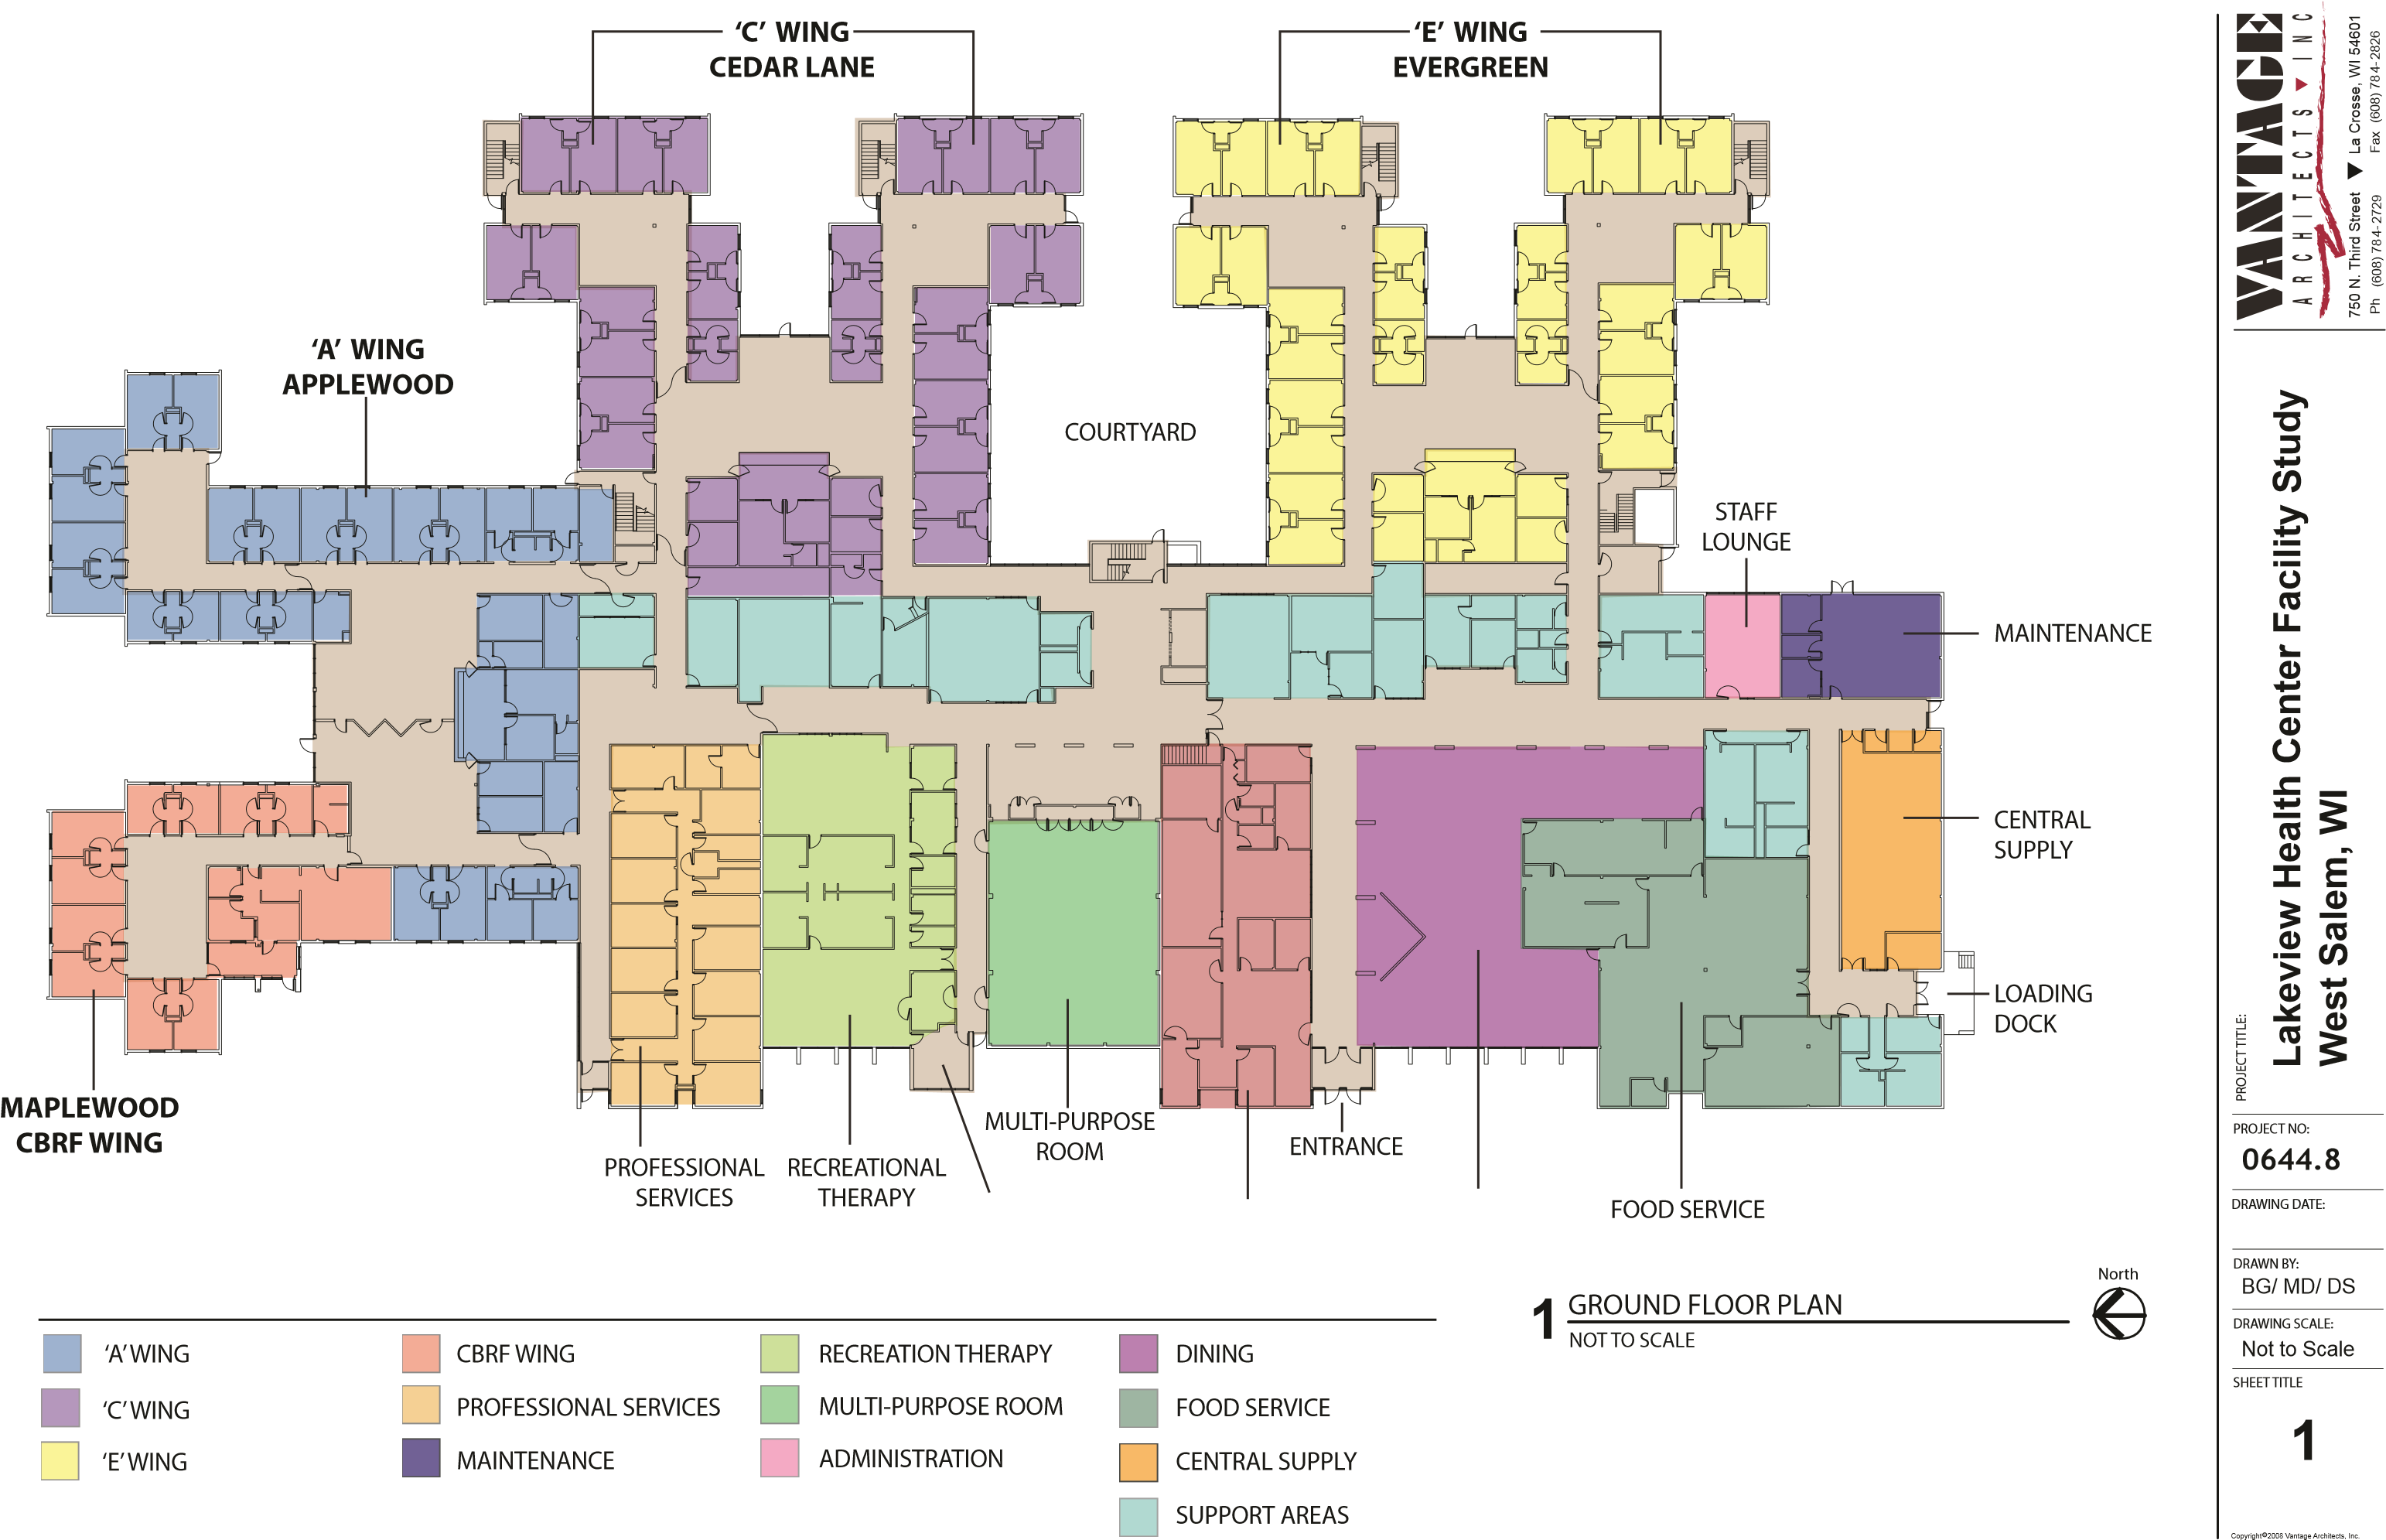 ‘C’ WING
CEDAR LANE
‘E’ WING
EVERGREEN
‘A’ WING
APPLEWOOD
COURTYARD
STAFF
LOUNGE
MAINTENANCE
CENTRAL
SUPPLY
LOADING
DOCK
MAPLEWOOD
CBRF WING
PROFESSIONAL
SERVICES
RECREATIONAL
THERAPY
MULTI-PURPOSE
ROOM
ENTRANCE
FOOD SERVICE
North
1 GROUND FLOOR PLAN
NOT TO SCALE
‘A’ WING
‘C’ WING
‘E’ WING
CBRF WING
PROFESSIONAL SERVICES
MAINTENANCE
RECREATION THERAPY
MULTI-PURPOSE ROOM
ADMINISTRATION
DINING
FOOD SERVICE
CENTRAL SUPPLY
SUPPORT AREAS
VANTAGE
ARCHITECTS INC
750 N. Third Street La Crosse, WI 54601
Ph (608) 784-2729 Fax (608) 784-2826
PROJECT TITLE:
Lakeview Health Center Facility Study
West Salem, WI
PROJECT NO:
0644.8
DRAWING DATE:
DRAWN BY:
BG/ MD/ DS
DRAWING SCALE:
Not to Scale
SHEET TITLE
1
Copyright©2008 Vantage Architects, Inc.